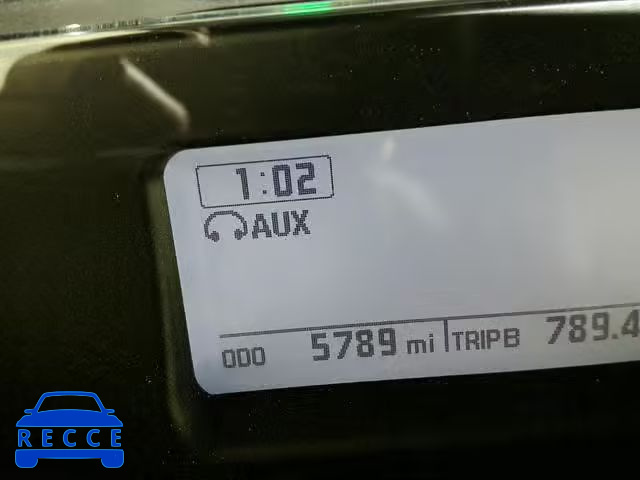 1:02
AUX
ODO 5789 mi TRIPB 789.4
RECCE